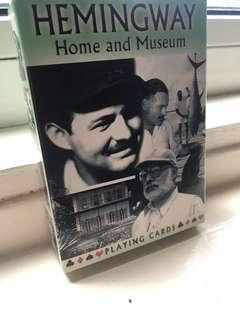 HEMINGWAY
Home and Museum
PLAYING CARDS